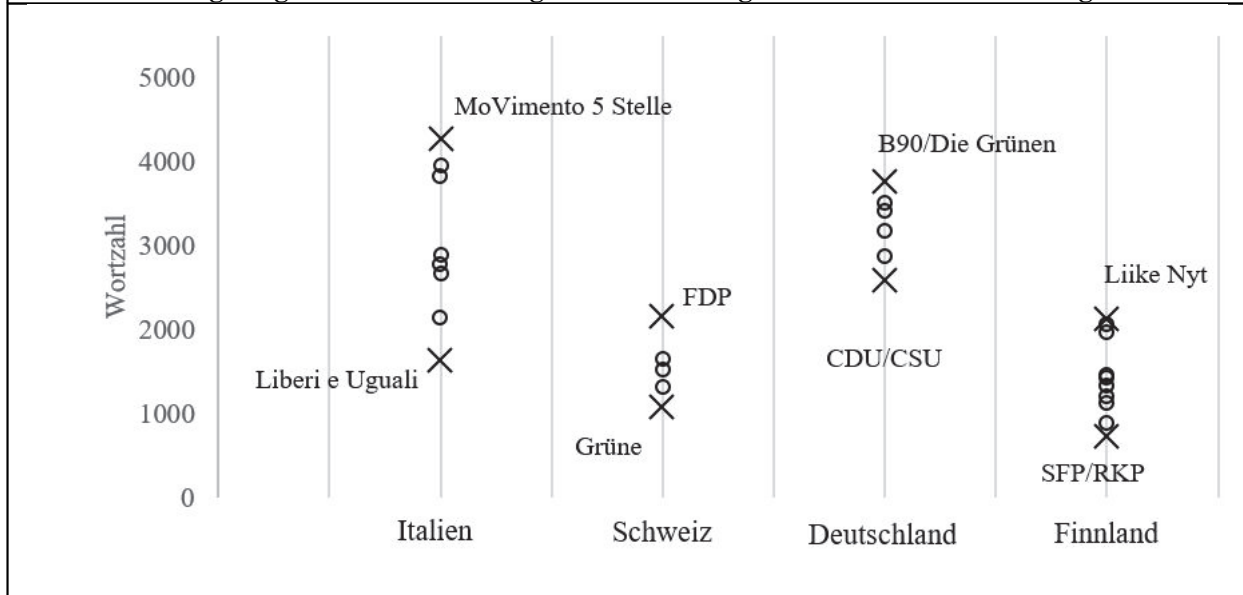 5000
MoVimento 5 Stelle
B90/Die Grünen
4000
Wortzahl
3000
Liike Nyt
FDP
2000
CDU/CSU
Liberi e Uguali
1000
Grüne
SFP/RKP
0
Italien
Schweiz
Deutschland
Finnland